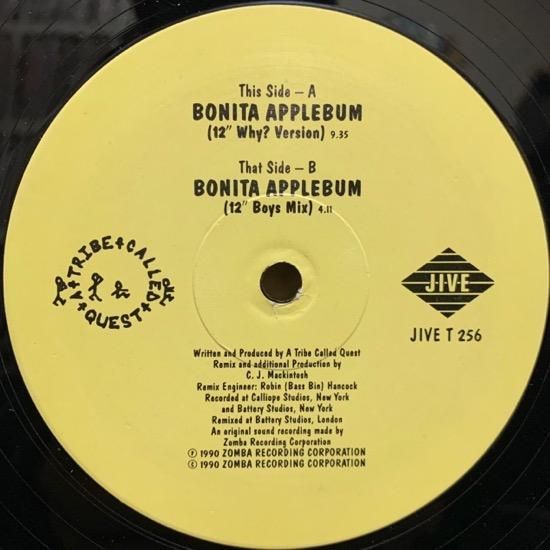 This Side – A
BONITA APPLEBUM
(12" Why? Version) 9.35
That Side – B
BONITA APPLEBUM
(12" Boys Mix) 4.11
A+TRIBE+CALLED+
QUEST+
JIVE
JIVE T 256
Written and Produced by A Tribe Called Quest
Remix and additional Production by
C. J. Mackintosh
Remix Engineer: Robin (Bass Bin) Hancock
Recorded at Calliope Studios, New York
and Battery Studios, New York
Remixed at Battery Studios, London
An original sound recording made by
Zomba Recording Corporation
℗ 1990 ZOMBA RECORDING CORPORATION
© 1990 ZOMBA RECORDING CORPORATION